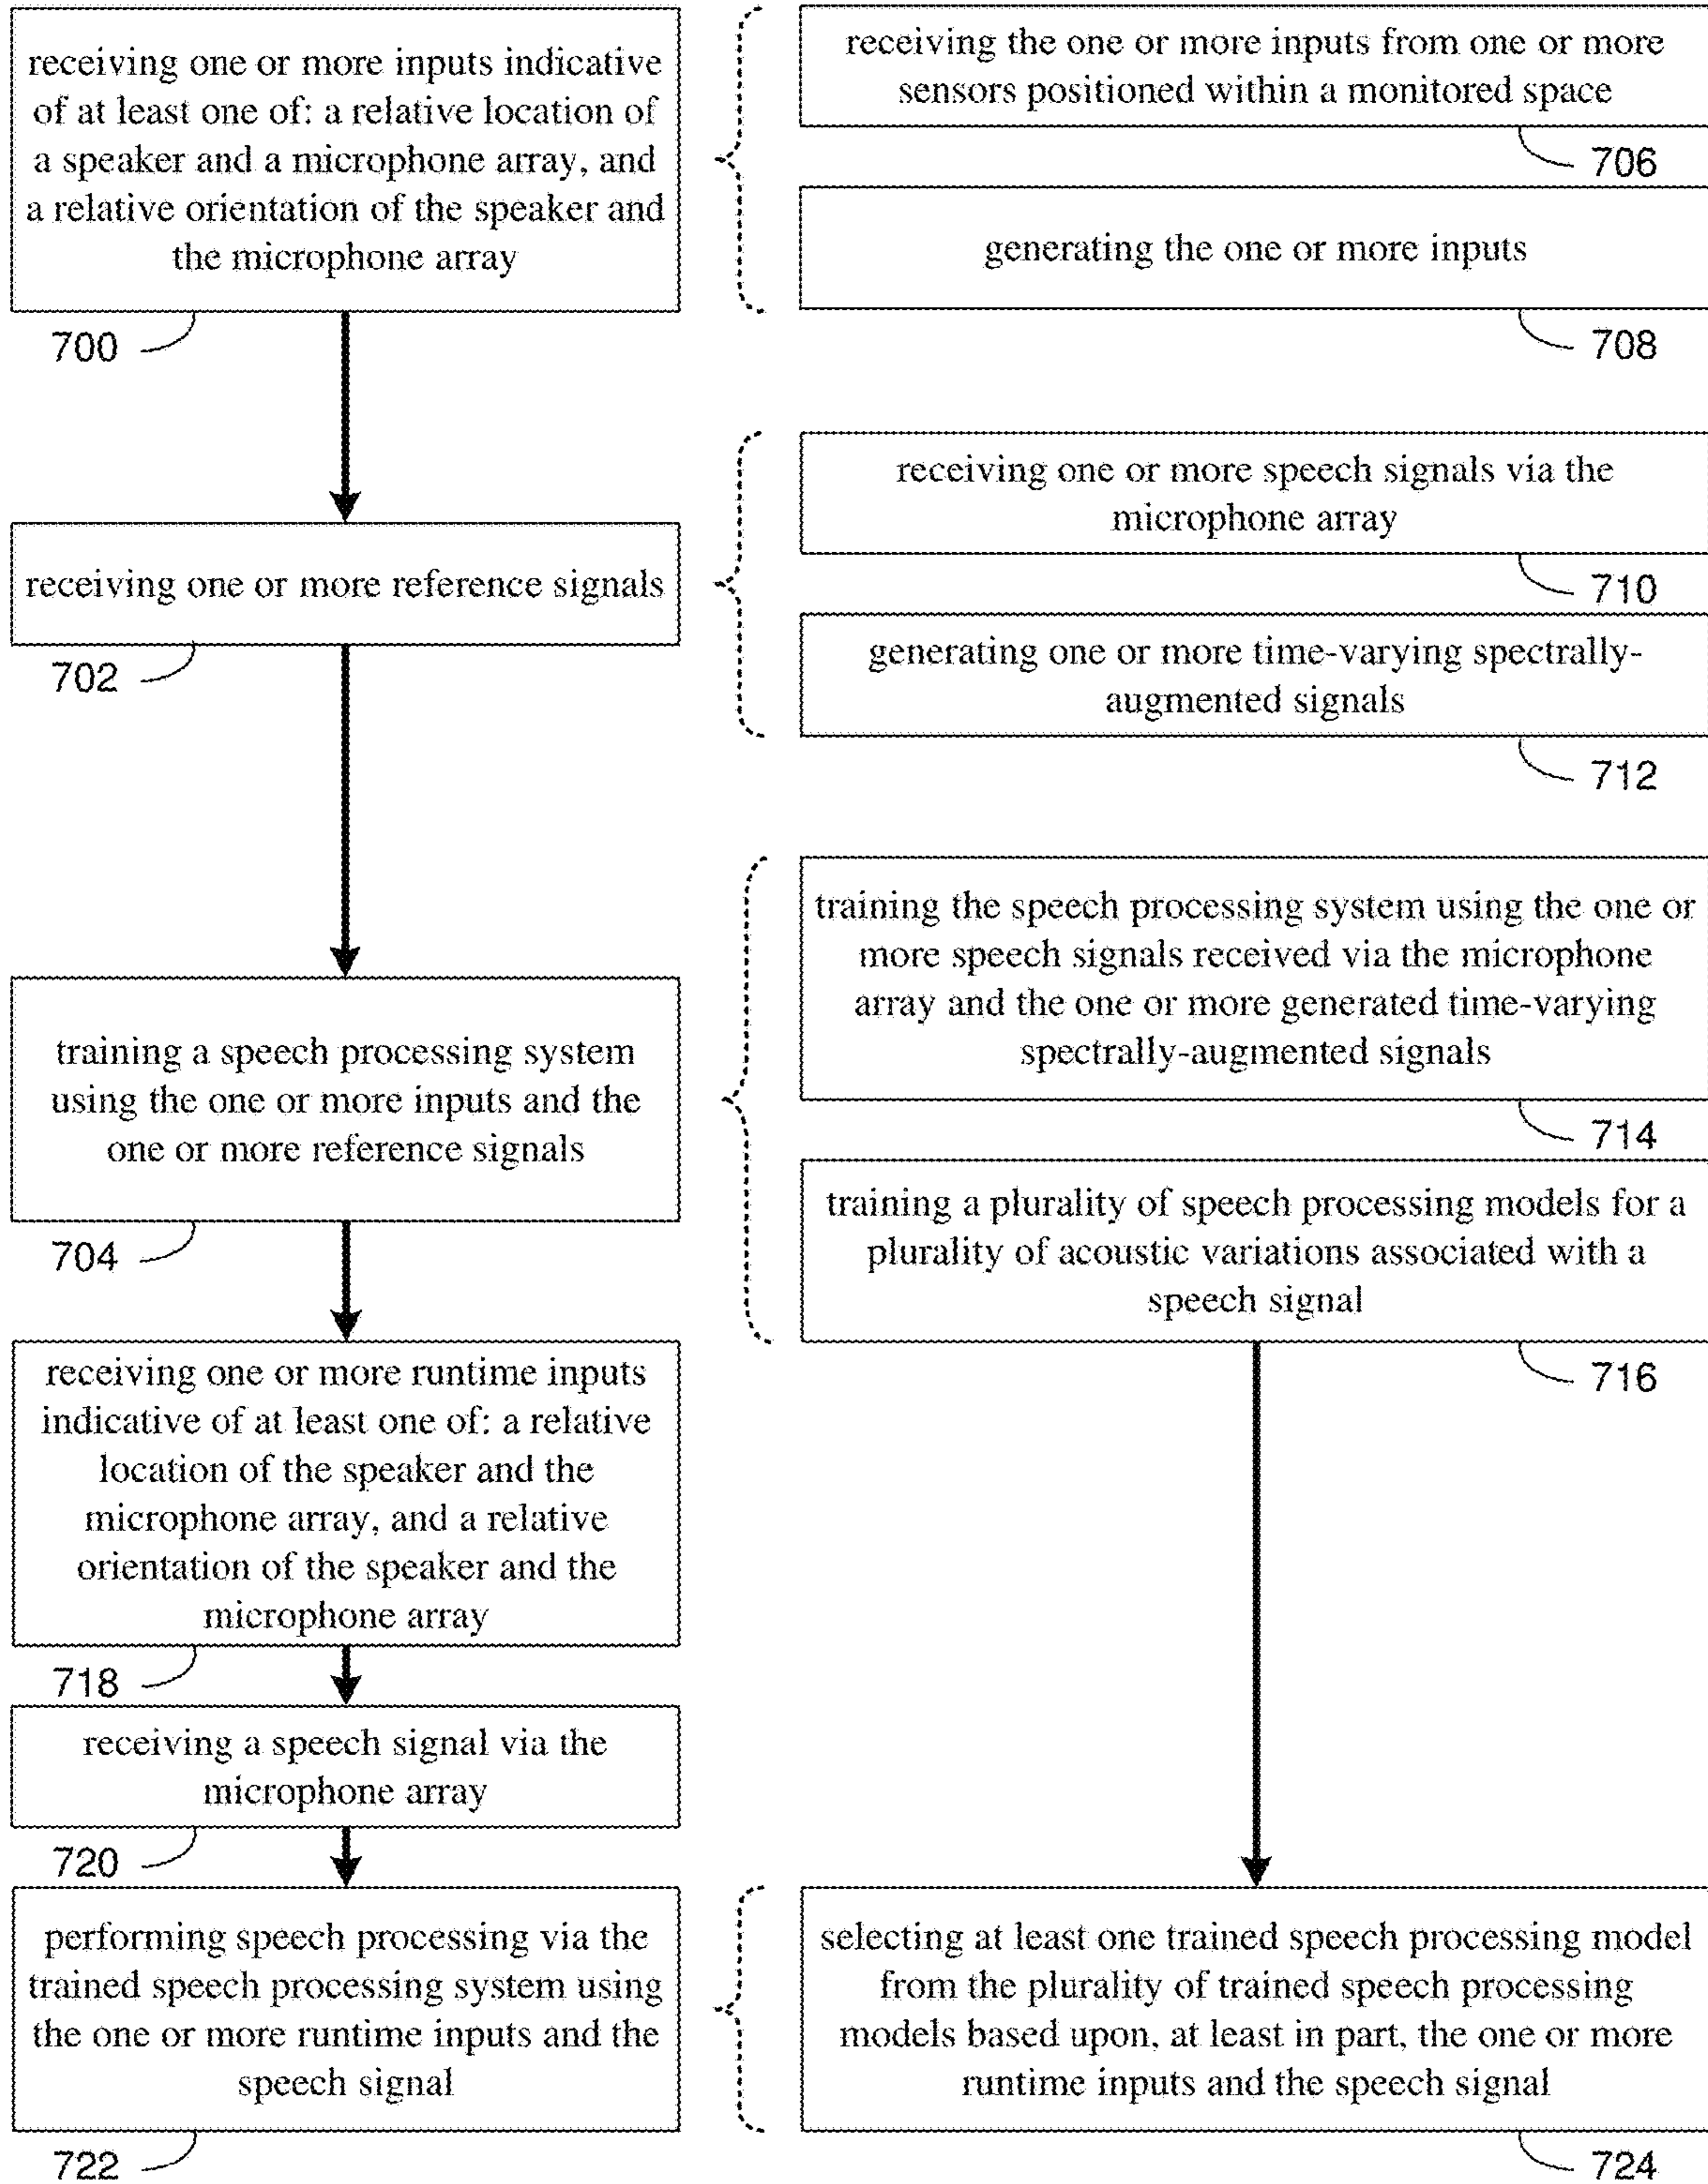 receiving one or more inputs indicative
of at least one of: a relative location of
a speaker and a microphone array, and
a relative orientation of the speaker and
the microphone array
700
receiving the one or more inputs from one or more
sensors positioned within a monitored space
706
generating the one or more inputs
708
receiving one or more reference signals
702
receiving one or more speech signals via the
microphone array
710
generating one or more time-varying spectrally-
augmented signals
712
training a speech processing system
using the one or more inputs and the
one or more reference signals
704
training the speech processing system using the one or
more speech signals received via the microphone
array and the one or more generated time-varying
spectrally-augmented signals
714
training a plurality of speech processing models for a
plurality of acoustic variations associated with a
speech signal
716
receiving one or more runtime inputs
indicative of at least one of: a relative
location of the speaker and the
microphone array, and a relative
orientation of the speaker and the
microphone array
718
receiving a speech signal via the
microphone array
720
performing speech processing via the
trained speech processing system using
the one or more runtime inputs and the
speech signal
722
selecting at least one trained speech processing model
from the plurality of trained speech processing
models based upon, at least in part, the one or more
runtime inputs and the speech signal
724